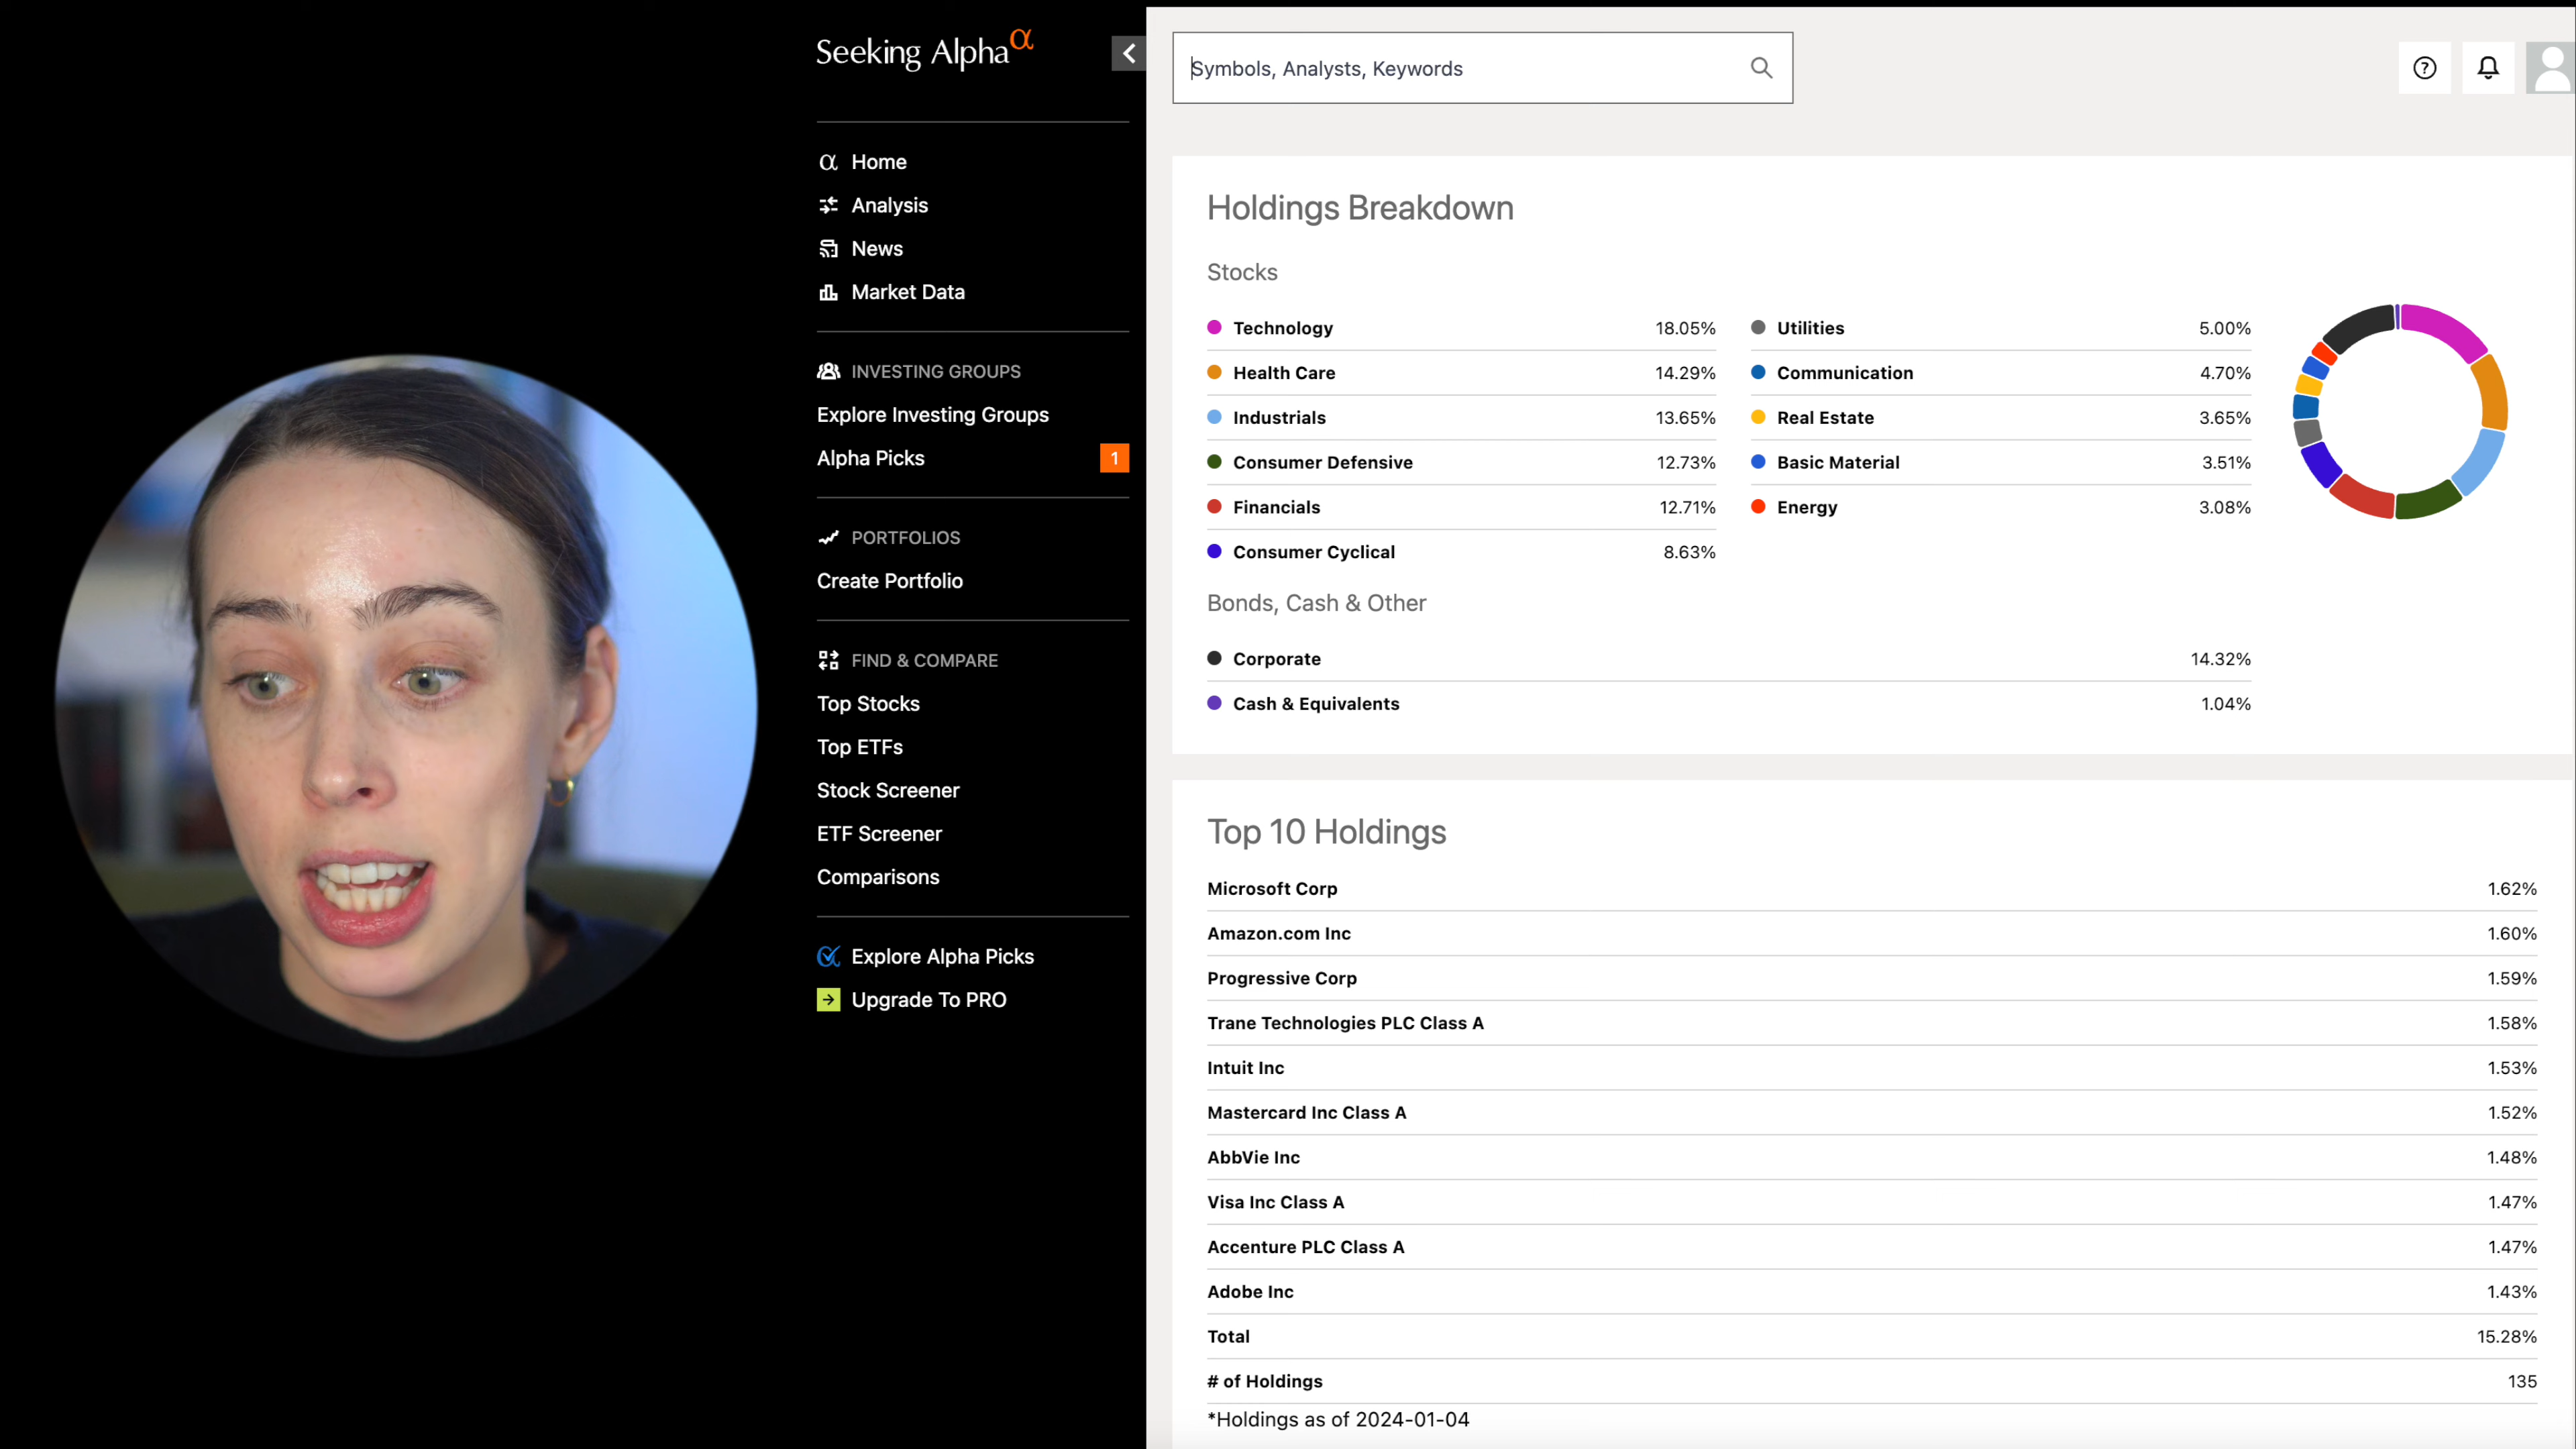 Seeking Alpha α
Home
Analysis
News
Market Data
INVESTING GROUPS
Explore Investing Groups
Alpha Picks 1
PORTFOLIOS
Create Portfolio
FIND & COMPARE
Top Stocks
Top ETFs
Stock Screener
ETF Screener
Comparisons
Explore Alpha Picks
Upgrade To PRO
Symbols, Analysts, Keywords
Holdings Breakdown
Stocks
Technology 18.05%
Health Care 14.29%
Industrials 13.65%
Consumer Defensive 12.73%
Financials 12.71%
Consumer Cyclical 8.63%
Utilities 5.00%
Communication 4.70%
Real Estate 3.65%
Basic Material 3.51%
Energy 3.08%
Bonds, Cash & Other
Corporate 14.32%
Cash & Equivalents 1.04%
Top 10 Holdings
Microsoft Corp 1.62%
Amazon.com Inc 1.60%
Progressive Corp 1.59%
Trane Technologies PLC Class A 1.58%
Intuit Inc 1.53%
Mastercard Inc Class A 1.52%
AbbVie Inc 1.48%
Visa Inc Class A 1.47%
Accenture PLC Class A 1.47%
Adobe Inc 1.43%
Total 15.28%
# of Holdings 135
*Holdings as of 2024-01-04